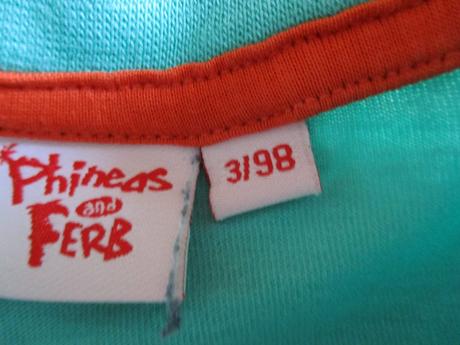 Phineas
and
FERB
3/98